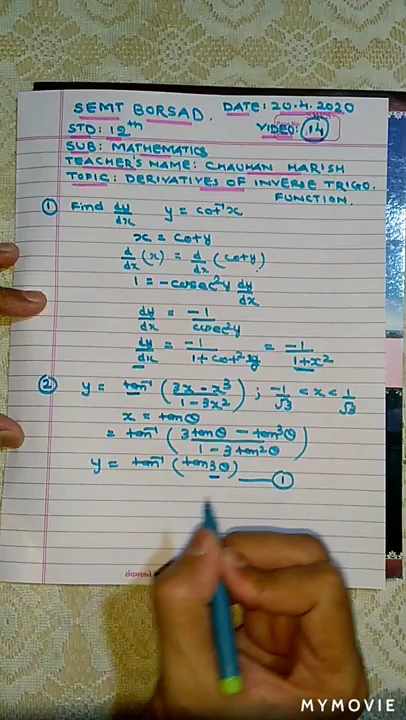 SEMT BORSAD. DATE: 20.4.2020
STD: 12th VIDEO: 14
SUB: MATHEMATICS
TEACHER'S NAME: CHAUHAN HARISH
TOPIC: DERIVATIVES OF INVERSE TRIGO. FUNCTION.
① Find dy/dx y = cot⁻¹x
x = coty
d/dx (x) = d/dx (coty)
1 = -cosec²y dy/dx
dy/dx = -1/cosec²y
dy/dx = -1/(1+cot²y) = -1/(1+x²)
② y = tan⁻¹ ((3x - x³)/(1 - 3x²)) ; -1/√3 < x < 1/√3
x = tanθ
= tan⁻¹ ((3tanθ - tan³θ)/(1 - 3tan²θ))
y = tan⁻¹ (tan3θ) —— ①
MYMOVIE